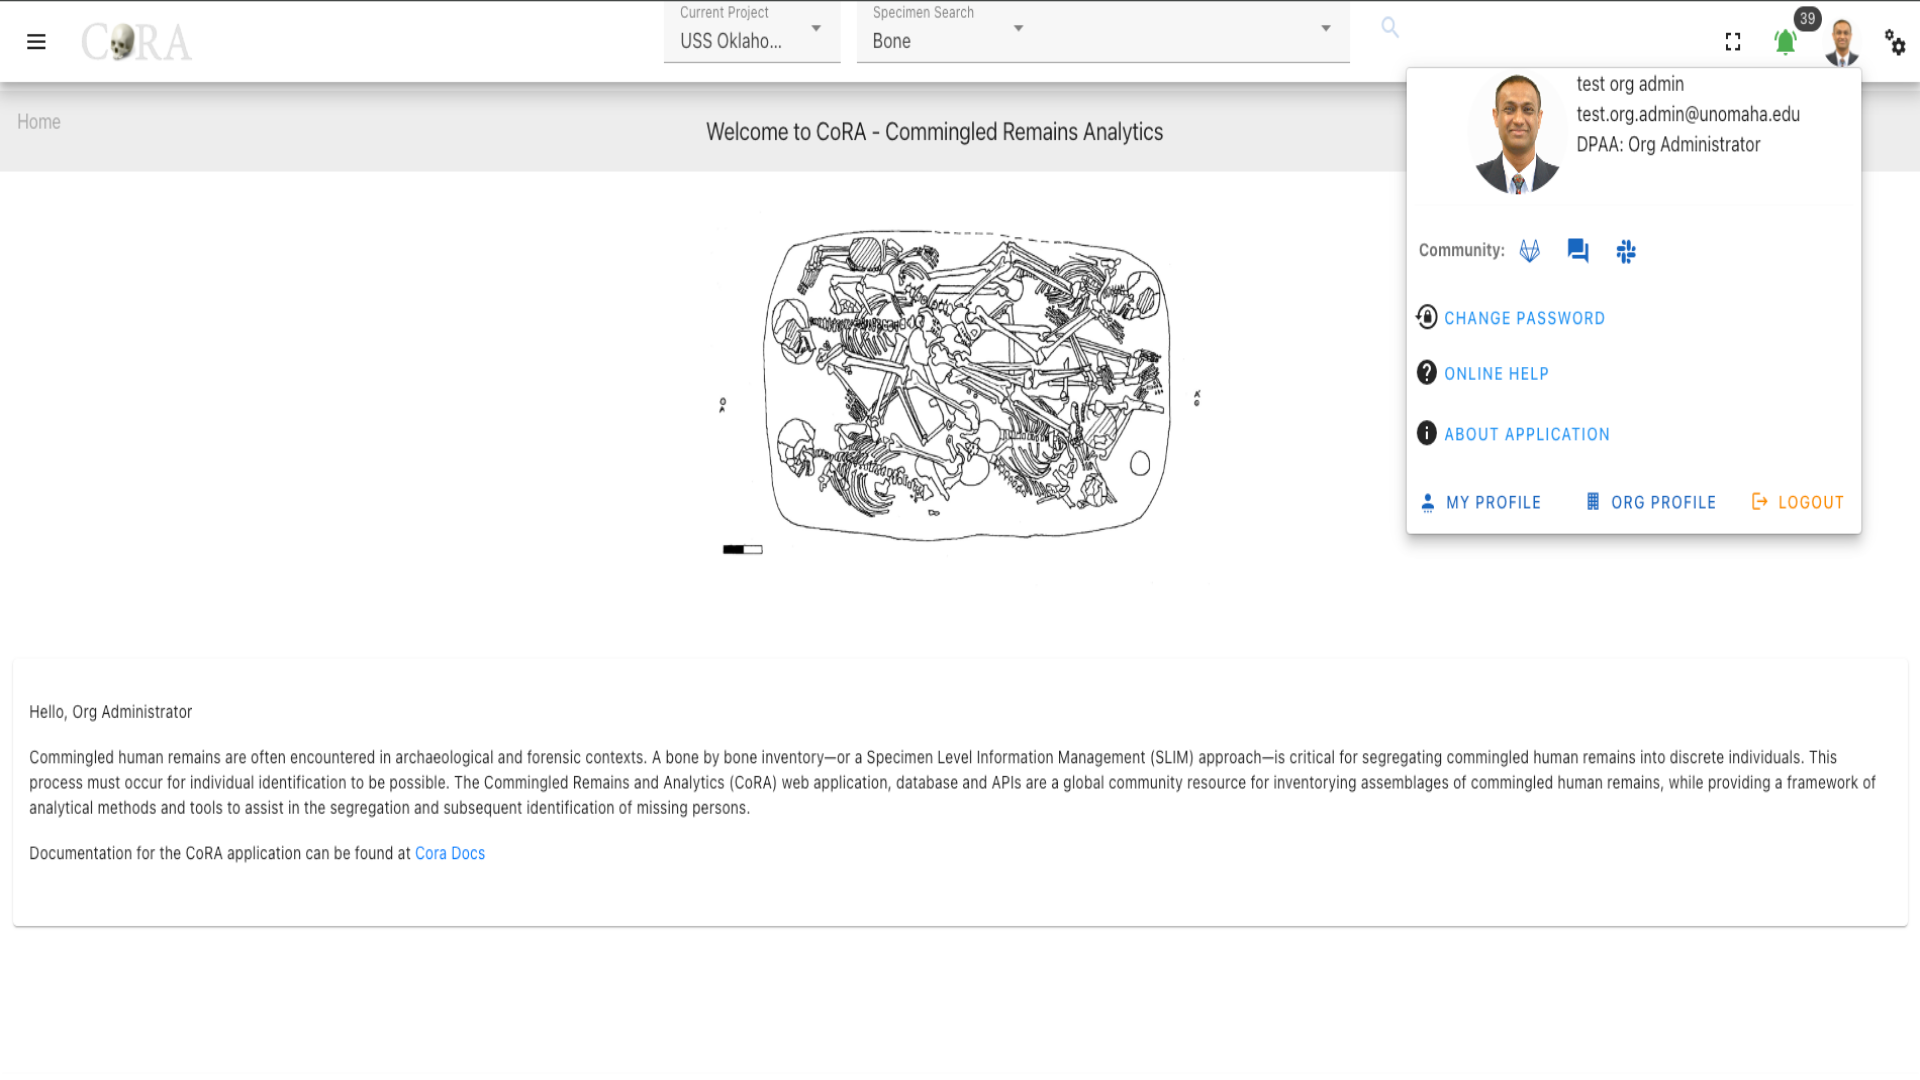 CoRA
Current Project
USS Oklaho...
Specimen Search
Bone
39
test org admin
test.org.admin@unomaha.edu
DPAA: Org Administrator
Home
Welcome to CoRA - Commingled Remains Analytics
Community:
CHANGE PASSWORD
ONLINE HELP
ABOUT APPLICATION
MY PROFILE
ORG PROFILE
LOGOUT
Hello, Org Administrator
Commingled human remains are often encountered in archaeological and forensic contexts. A bone by bone inventory—or a Specimen Level Information Management (SLIM) approach—is critical for segregating commingled human remains into discrete individuals. This
process must occur for individual identification to be possible. The Commingled Remains and Analytics (CoRA) web application, database and APIs are a global community resource for inventorying assemblages of commingled human remains, while providing a framework of
analytical methods and tools to assist in the segregation and subsequent identification of missing persons.
Documentation for the CoRA application can be found at Cora Docs